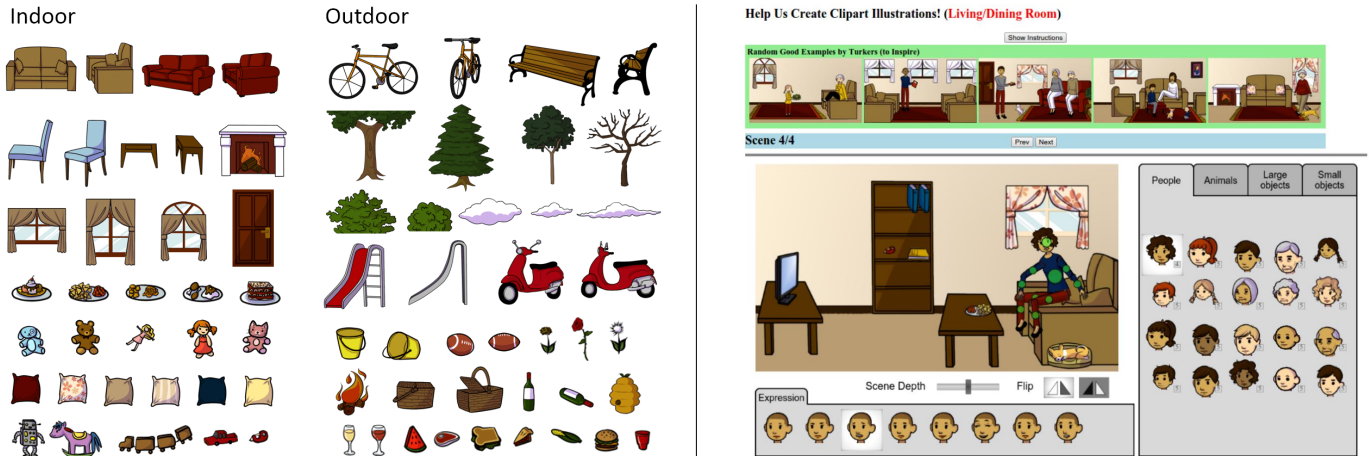 Indoor
Outdoor
Help Us Create Clipart Illustrations! (Living/Dining Room)
Show Instructions
Random Good Examples by Turkers (to Inspire)
Scene 4/4
Prev
Next
People
Animals
Large objects
Small objects
Scene Depth
Flip
Expression